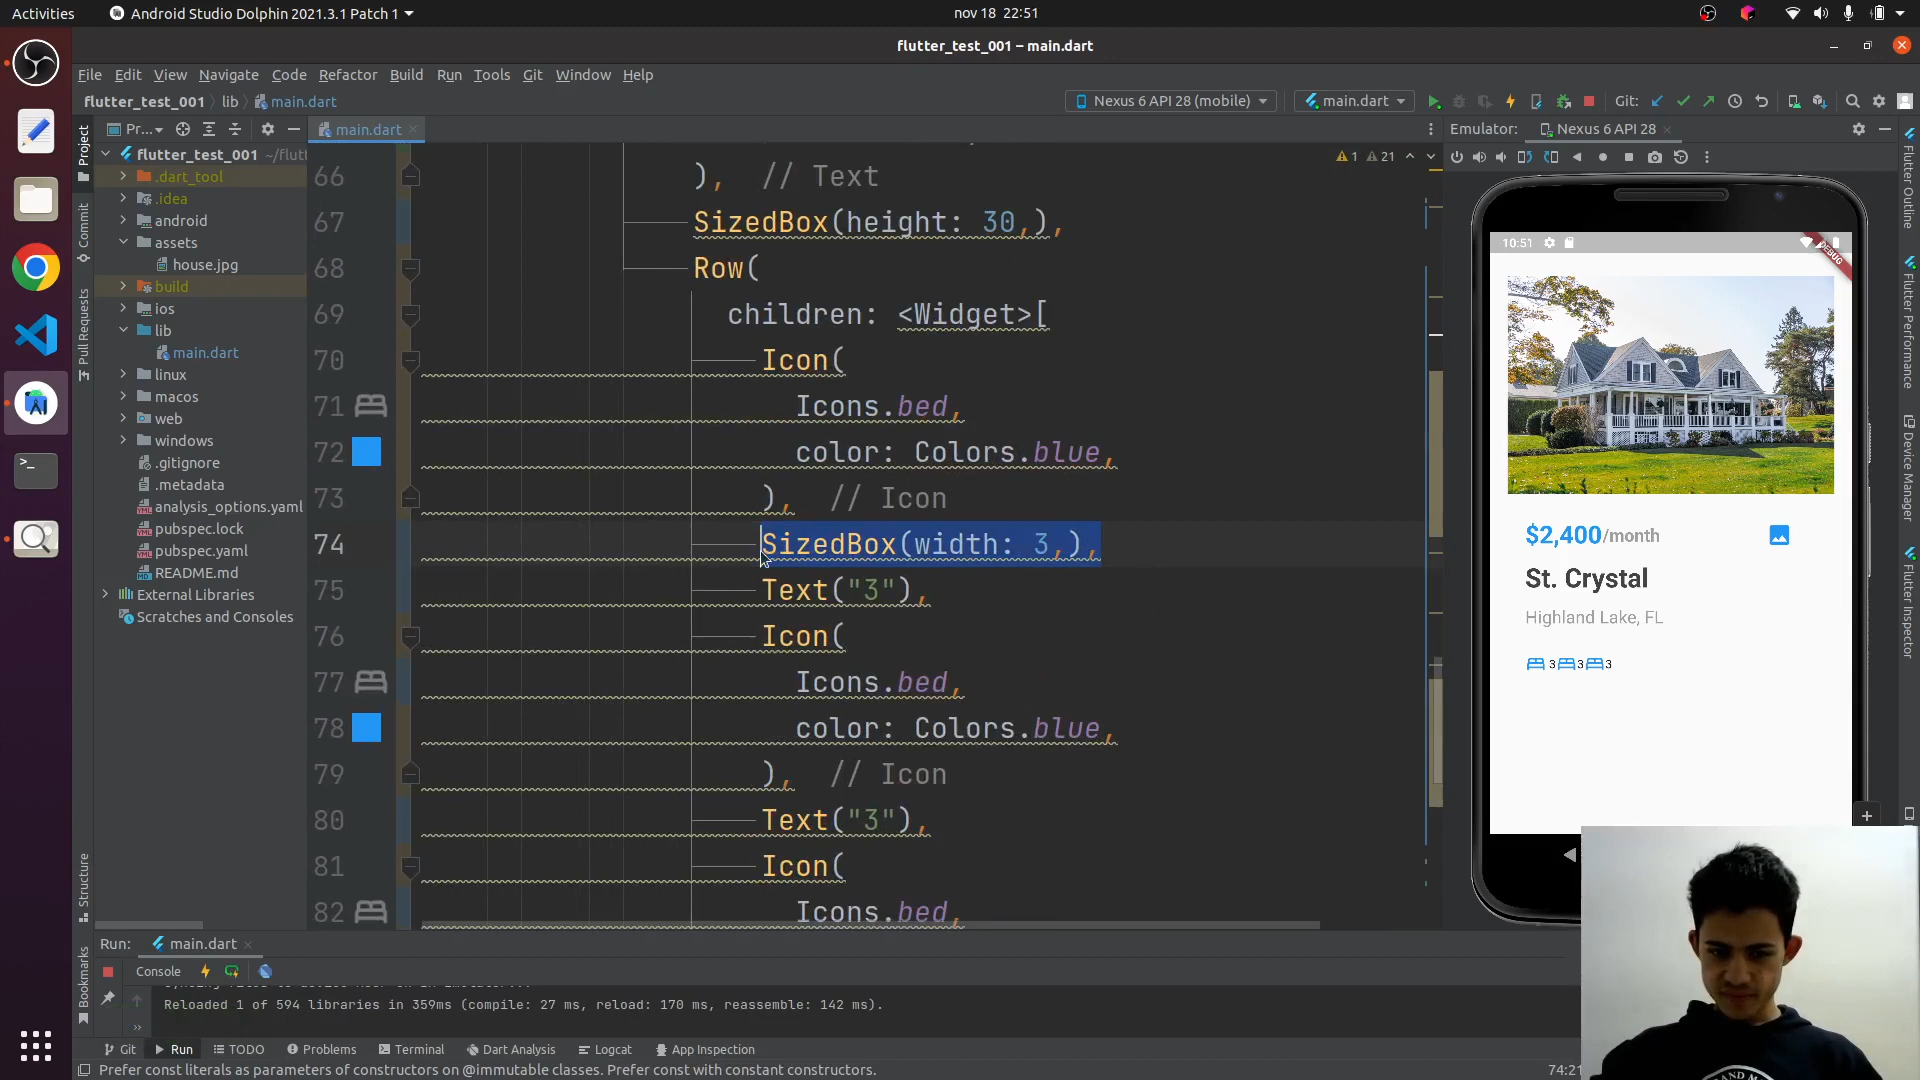 Activities
Android Studio Dolphin 2021.3.1 Patch 1
nov 18 22:51
flutter_test_001 – main.dart
File Edit View Navigate Code Refactor Build Run Tools Git Window Help
flutter_test_001 lib main.dart
Nexus 6 API 28 (mobile)
main.dart
Git:
Project
Commit
Pull Requests
Structure
Bookmarks
Pr...
flutter_test_001
.dart_tool
.idea
android
assets
house.jpg
build
ios
lib
main.dart
linux
macos
web
windows
.gitignore
.metadata
analysis_options.yaml
pubspec.lock
pubspec.yaml
README.md
External Libraries
Scratches and Consoles
main.dart
1 21
66 ), // Text
67 SizedBox(height: 30,),
68 Row(
69 children: <Widget>[
70 Icon(
71 Icons.bed,
72 color: Colors.blue,
73 ), // Icon
74 SizedBox(width: 3,),
75 Text("3"),
76 Icon(
77 Icons.bed,
78 color: Colors.blue,
79 ), // Icon
80 Text("3"),
81 Icon(
82 Icons.bed,
Emulator: Nexus 6 API 28
10:51
DEBUG
$2,400/month
St. Crystal
Highland Lake, FL
3 3 3
Flutter Outline
Flutter Performance
Device Manager
Flutter Inspector
Run: main.dart
Console
Reloaded 1 of 594 libraries in 359ms (compile: 27 ms, reload: 170 ms, reassemble: 142 ms).
Git Run TODO Problems Terminal Dart Analysis Logcat App Inspection
Prefer const literals as parameters of constructors on @immutable classes. Prefer const with constant constructors.
74:21